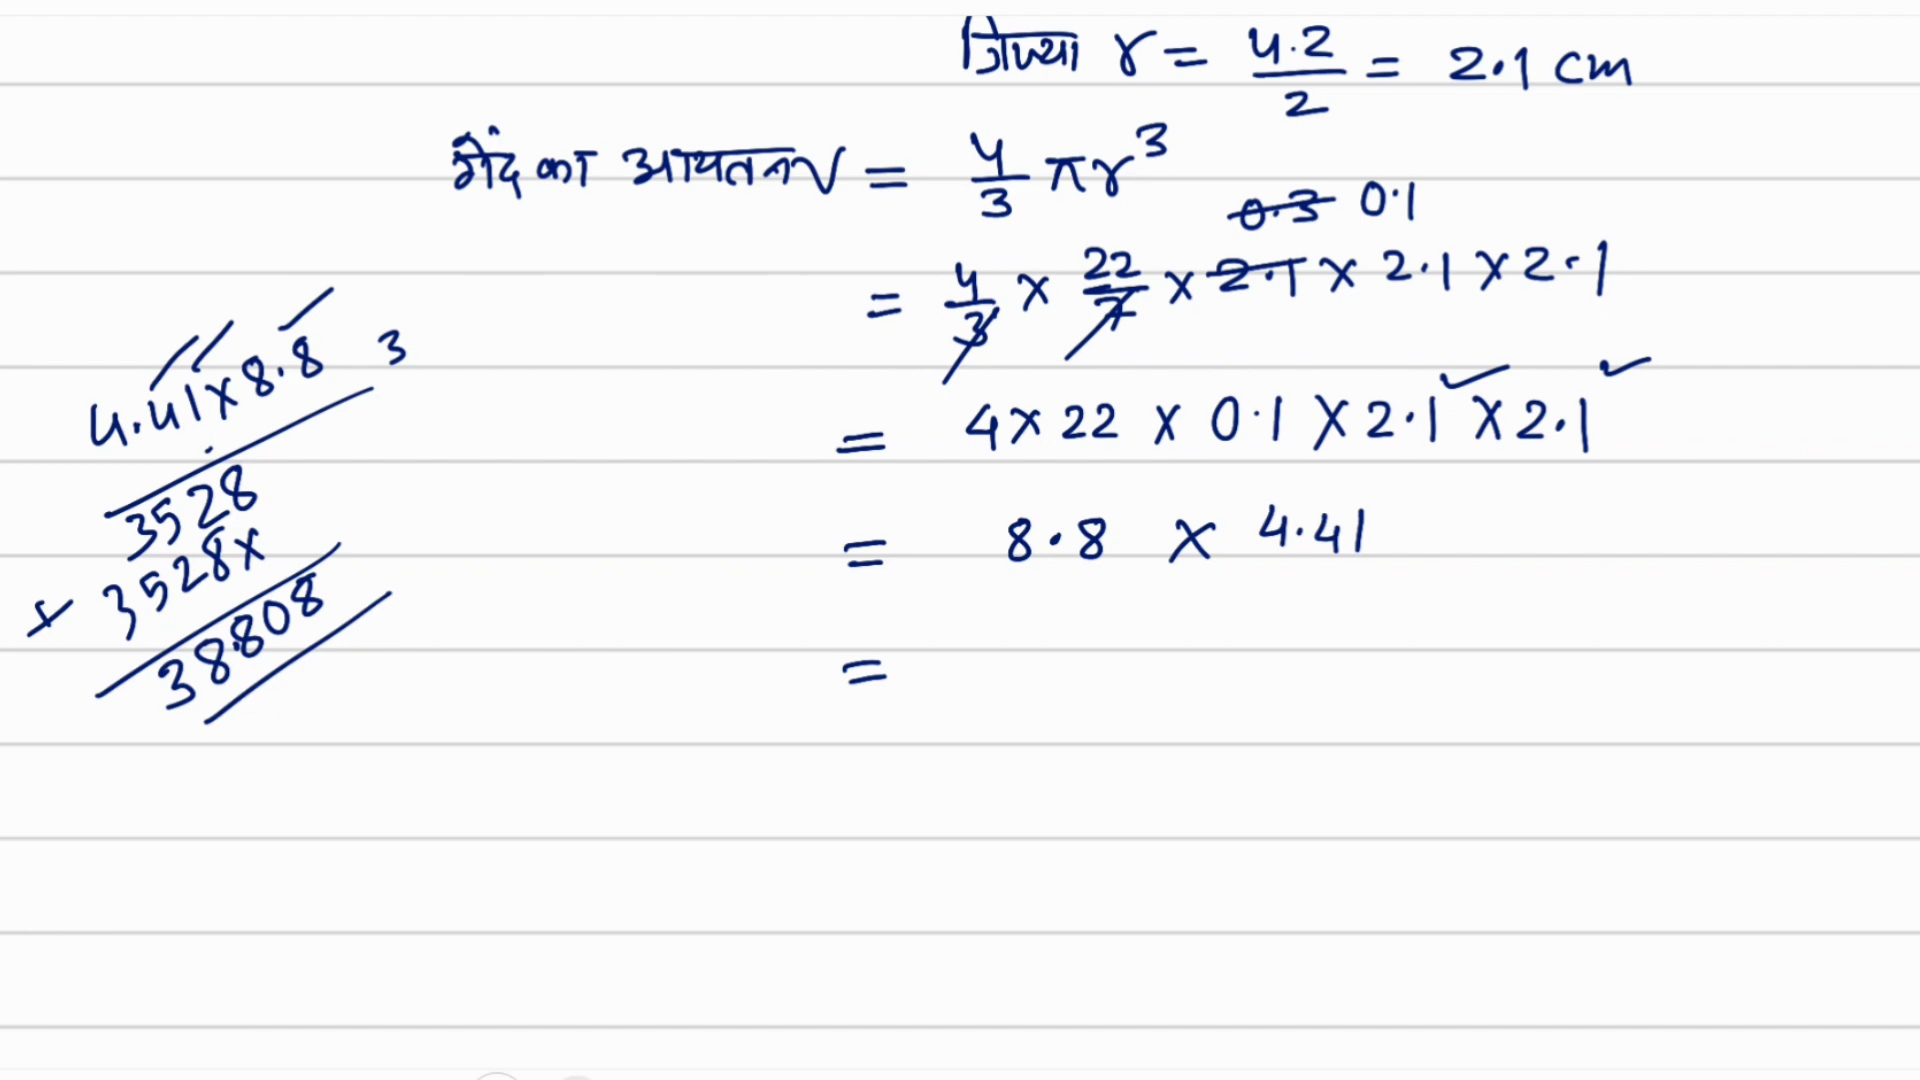 त्रिज्या r = 4.2/2 = 2.1 cm
गेंद का आयतन V = 4/3 πr³
0.3 0.1
= 4/3 × 22/7 × 2.1 × 2.1 × 2.1
= 4 × 22 × 0.1 × 2.1 × 2.1
= 8.8 × 4.41
=
4.41 × 8.8 3
3528
+ 3528×
38.808